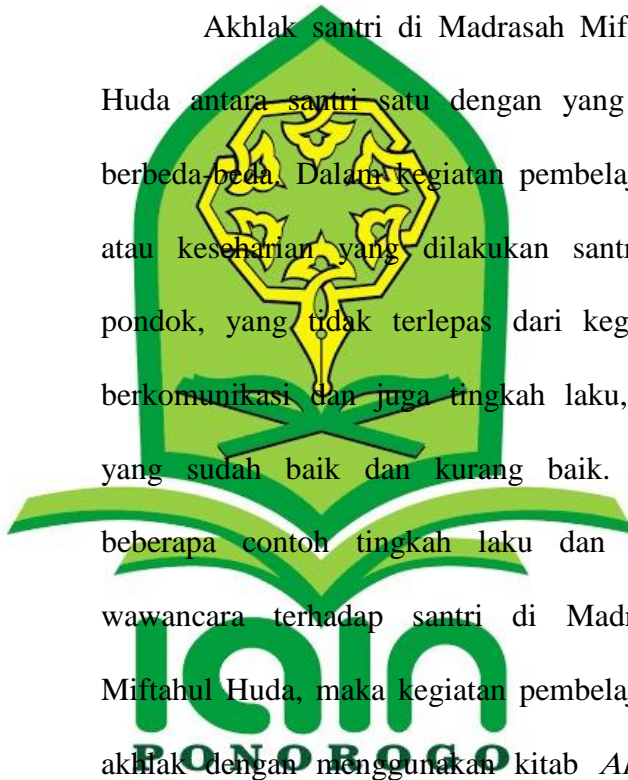 Akhlak santri di Madrasah Mif
Huda antara santri satu dengan yang
berbeda-beda. Dalam kegiatan pembelaj
atau keseharian yang dilakukan santr
pondok, yang tidak terlepas dari keg
berkomunikasi dan juga tingkah laku,
yang sudah baik dan kurang baik.
beberapa contoh tingkah laku dan
wawancara terhadap santri di Madr
Miftahul Huda, maka kegiatan pembelaj
akhlak dengan menggunakan kitab Al
iain
PONOROGO